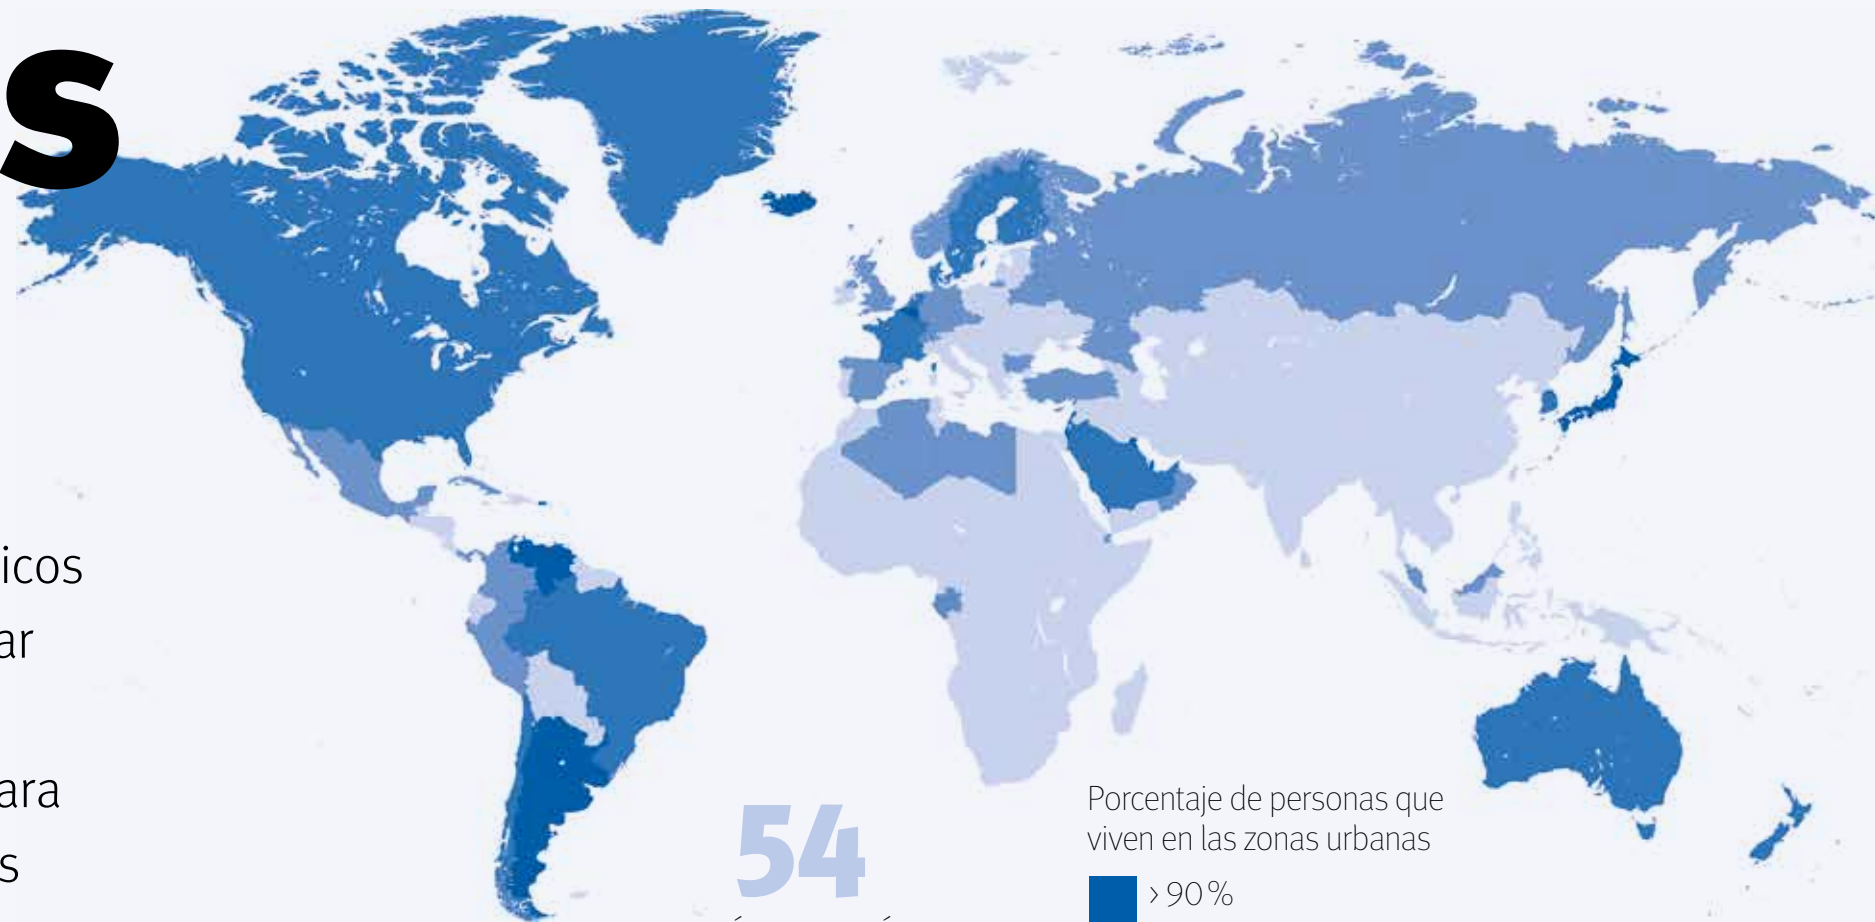 s
icos
ar
ara
s
54
Porcentaje de personas que
viven en las zonas urbanas
› 90 %